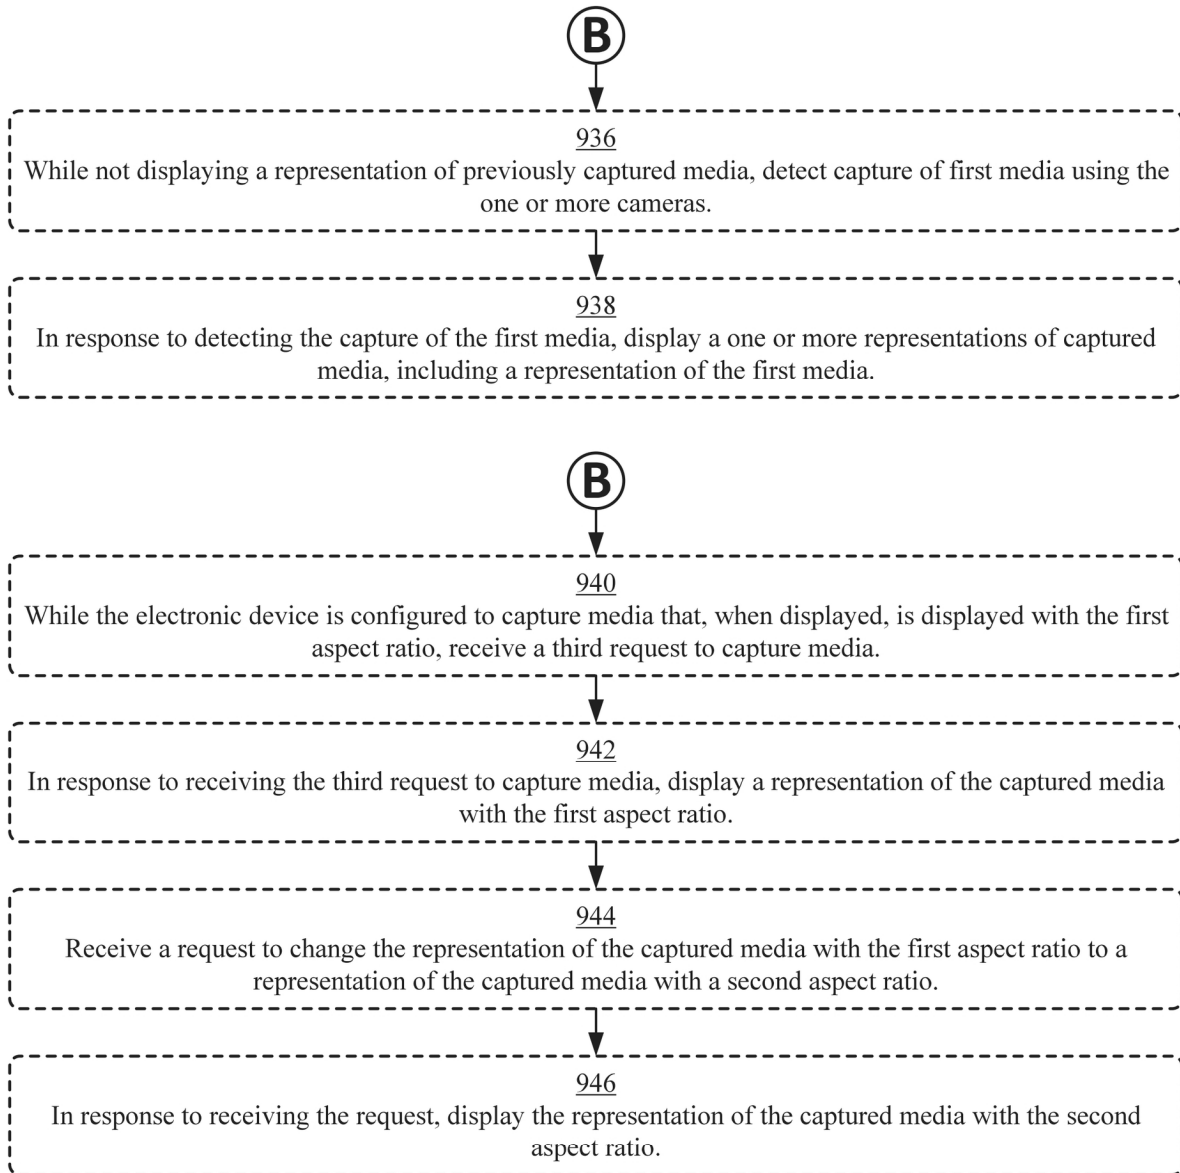 B
936
While not displaying a representation of previously captured media, detect capture of first media using the
one or more cameras.
938
In response to detecting the capture of the first media, display a one or more representations of captured
media, including a representation of the first media.
B
940
While the electronic device is configured to capture media that, when displayed, is displayed with the first
aspect ratio, receive a third request to capture media.
942
In response to receiving the third request to capture media, display a representation of the captured media
with the first aspect ratio.
944
Receive a request to change the representation of the captured media with the first aspect ratio to a
representation of the captured media with a second aspect ratio.
946
In response to receiving the request, display the representation of the captured media with the second
aspect ratio.